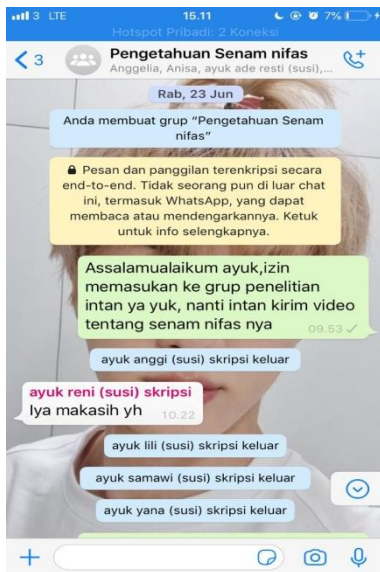 3 LTE 15.11 7%
Hotspot Pribadi: 2 Koneksi
3 Pengetahuan Senam nifas
Anggelia, Anisa, ayuk ade resti (susi),...
Rab, 23 Jun
Anda membuat grup “Pengetahuan Senam
nifas”
Pesan dan panggilan terenkripsi secara
end-to-end. Tidak seorang pun di luar chat
ini, termasuk WhatsApp, yang dapat
membaca atau mendengarkannya. Ketuk
untuk info selengkapnya.
Assalamualaikum ayuk,izin
memasukan ke grup penelitian
intan ya yuk, nanti intan kirim video
tentang senam nifas nya 09.53
ayuk anggi (susi) skripsi keluar
ayuk reni (susi) skripsi
Iya makasih yh 10.22
ayuk lili (susi) skripsi keluar
ayuk samawi (susi) skripsi keluar
ayuk yana (susi) skripsi keluar